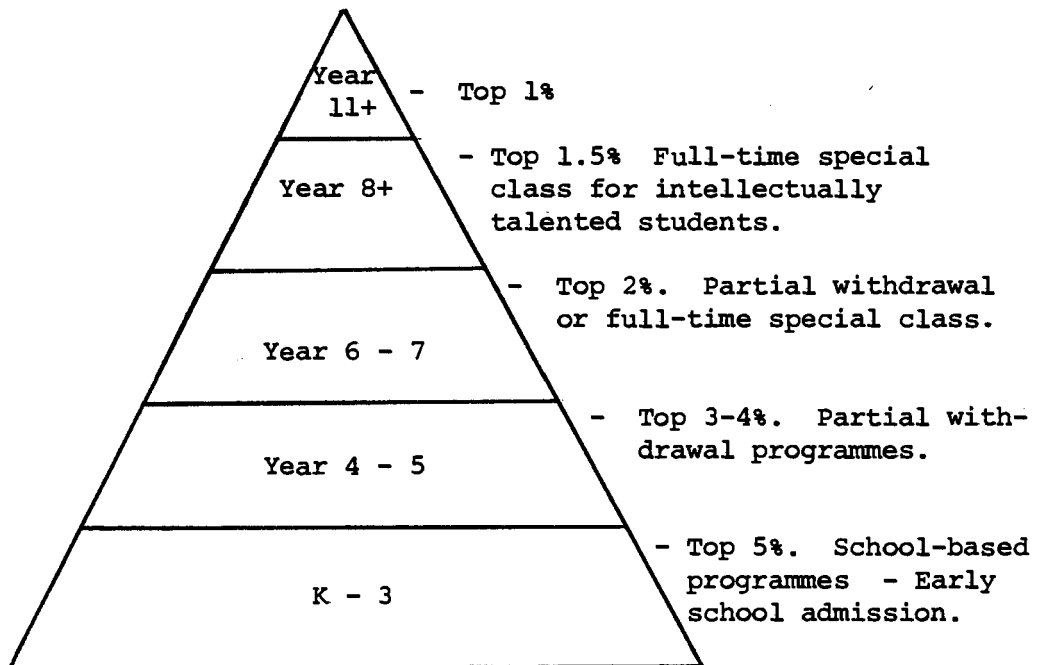 Year
11+
- Top 1%
- Top 1.5% Full-time special
class for intellectually
talented students.
Year 8+
- Top 2%. Partial withdrawal
or full-time special class.
Year 6 - 7
- Top 3-4%. Partial with-
drawal programmes.
Year 4 - 5
- Top 5%. School-based
programmes - Early
school admission.
K - 3